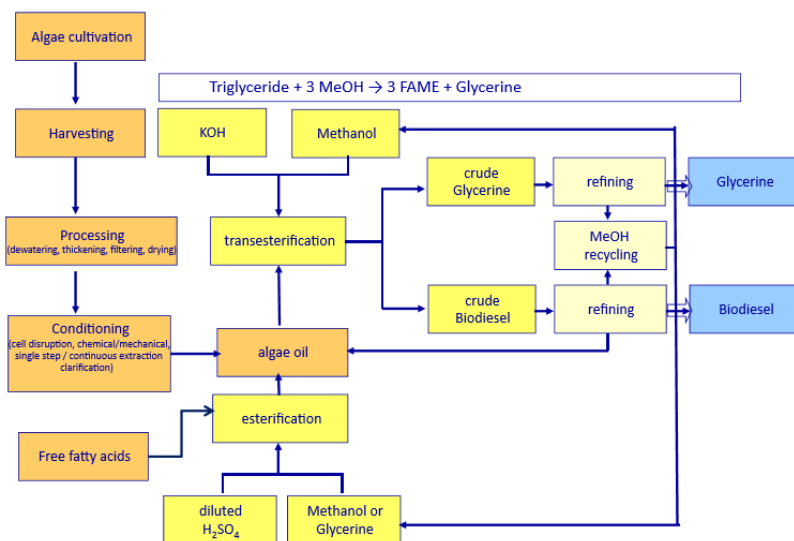 Algae cultivation
Triglyceride + 3 MeOH → 3 FAME + Glycerine
Harvesting
KOH
Methanol
crude
Glycerine
refining
Glycerine
Processing
(dewatering, thickening, filtering, drying)
transesterification
MeOH
recycling
crude
Biodiesel
refining
Biodiesel
Conditioning
(cell disruption, chemical/mechanical,
single step / continuous extraction
clarification)
algae oil
esterification
Free fatty acids
diluted
H₂SO₄
Methanol or
Glycerine